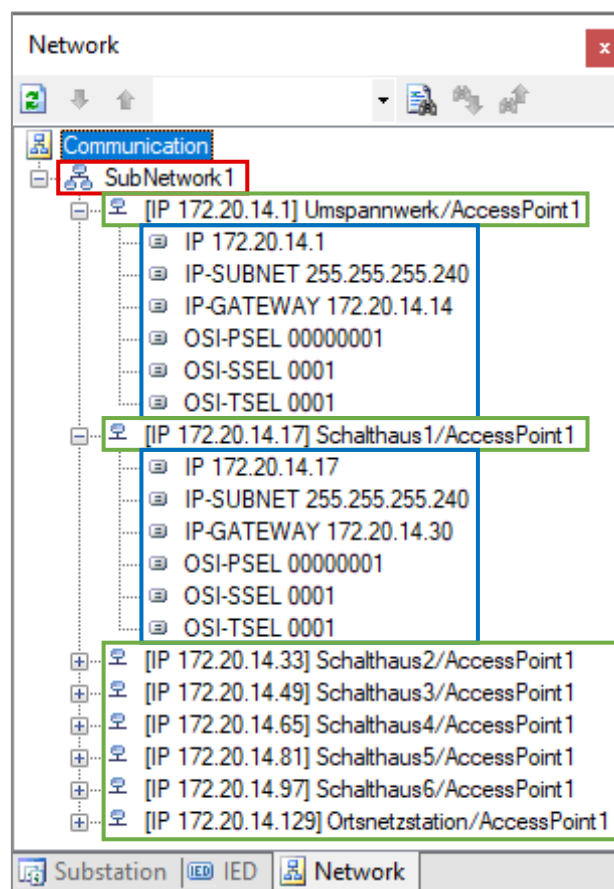 Network
x
Communication
SubNetwork1
[IP 172.20.14.1] Umspannwerk/AccessPoint1
IP 172.20.14.1
IP-SUBNET 255.255.255.240
IP-GATEWAY 172.20.14.14
OSI-PSEL 00000001
OSI-SSEL 0001
OSI-TSEL 0001
[IP 172.20.14.17] Schalthaus1/AccessPoint1
IP 172.20.14.17
IP-SUBNET 255.255.255.240
IP-GATEWAY 172.20.14.30
OSI-PSEL 00000001
OSI-SSEL 0001
OSI-TSEL 0001
[IP 172.20.14.33] Schalthaus2/AccessPoint1
[IP 172.20.14.49] Schalthaus3/AccessPoint1
[IP 172.20.14.65] Schalthaus4/AccessPoint1
[IP 172.20.14.81] Schalthaus5/AccessPoint1
[IP 172.20.14.97] Schalthaus6/AccessPoint1
[IP 172.20.14.129] Ortsnetzstation/AccessPoint1
Substation IED IED Network